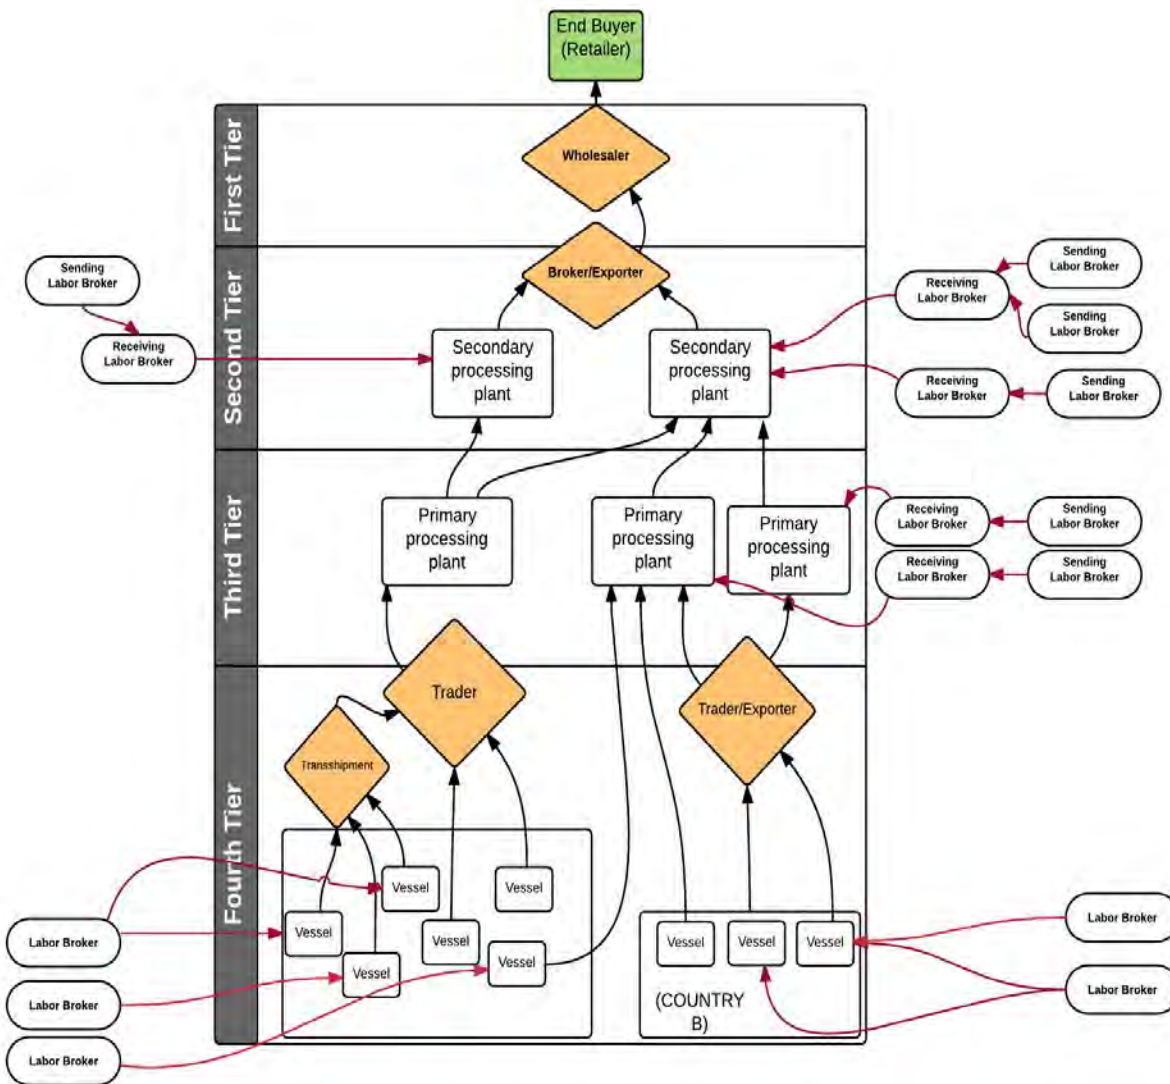 End Buyer
(Retailer)
First Tier
Wholesaler
Second Tier
Broker/Exporter
Sending
Labor Broker
Receiving
Labor Broker
Secondary
processing
plant
Secondary
processing
plant
Receiving
Labor Broker
Sending
Labor Broker
Sending
Labor Broker
Receiving
Labor Broker
Sending
Labor Broker
Third Tier
Primary
processing
plant
Primary
processing
plant
Primary
processing
plant
Receiving
Labor Broker
Sending
Labor Broker
Receiving
Labor Broker
Sending
Labor Broker
Fourth Tier
Trader
Trader/Exporter
Transshipment
Vessel
Vessel
Vessel
Vessel
Vessel
Vessel
Vessel
Vessel
Vessel
(COUNTRY
B)
Labor Broker
Labor Broker
Labor Broker
Labor Broker
Labor Broker